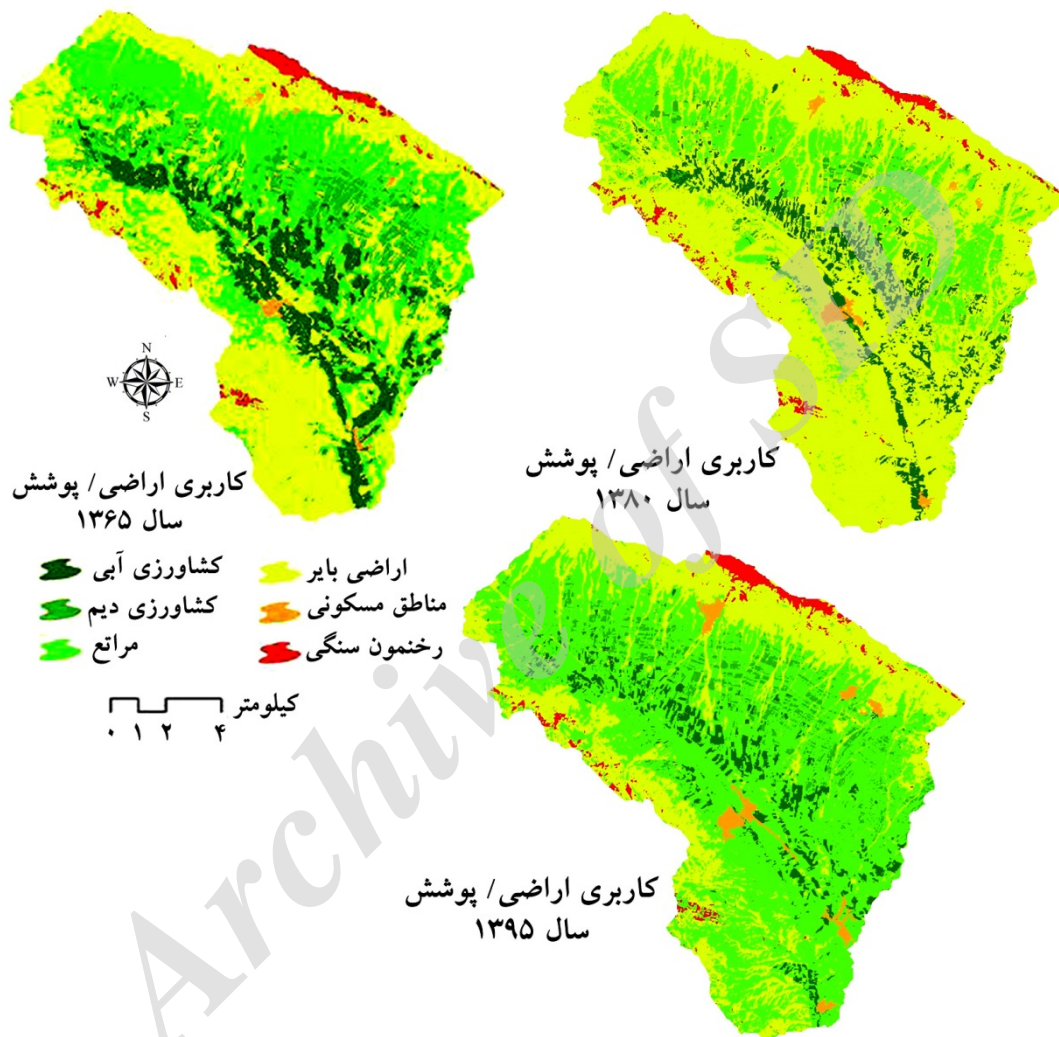 کاربری اراضی/ پوشش
سال ۱۳۶۵
کاربری اراضی/ پوشش
سال ۱۳۸۰
N
W E
S
کشاورزی آبی
کشاورزی دیم
مراتع
اراضی بایر
مناطق مسکونی
رخنمون سنگی
کیلومتر
۰ ۱ ۲ ۴
کاربری اراضی/ پوشش
سال ۱۳۹۵
Archive of SID